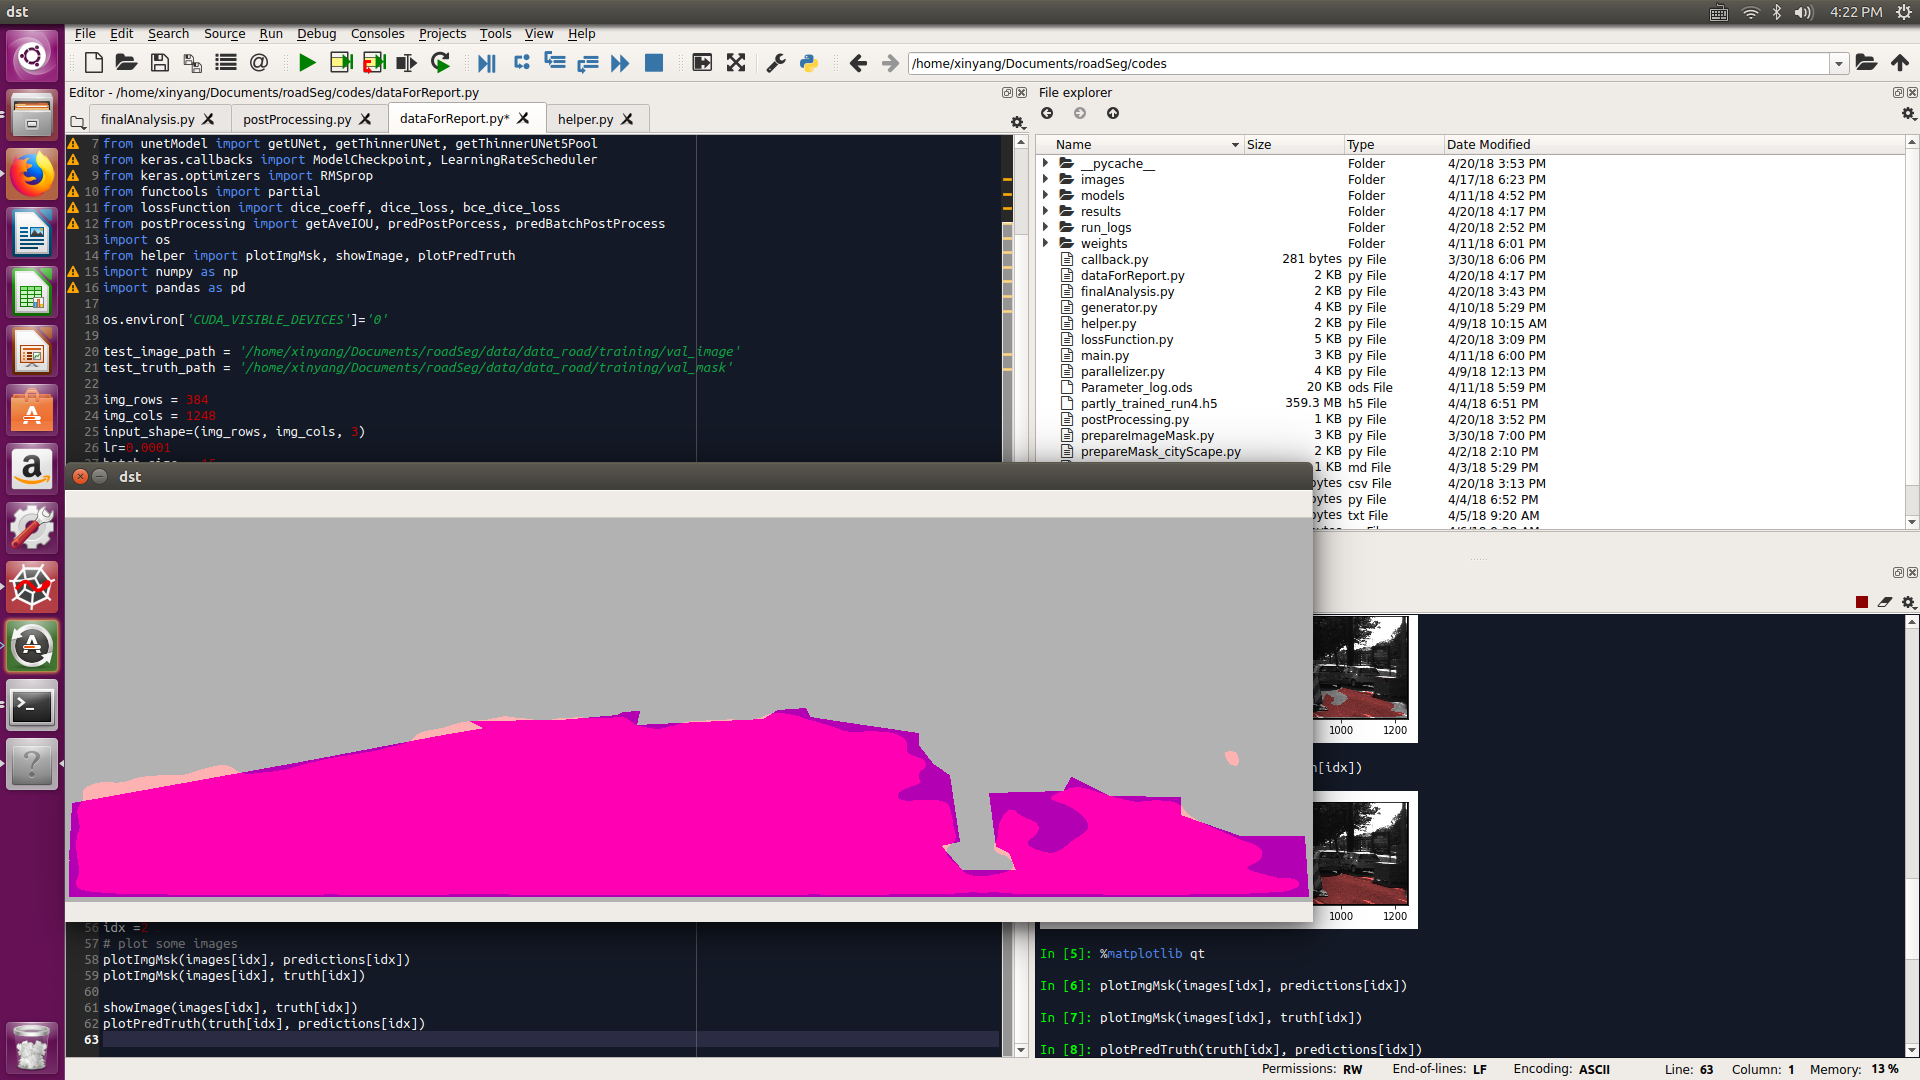 dst
4:22 PM
File Edit Search Source Run Debug Consoles Projects Tools View Help
/home/xinyang/Documents/roadSeg/codes
Editor - /home/xinyang/Documents/roadSeg/codes/dataForReport.py
finalAnalysis.py postProcessing.py dataForReport.py* helper.py
7 from unetModel import getUNet, getThinnerUNet, getThinnerUNet5Pool
8 from keras.callbacks import ModelCheckpoint, LearningRateScheduler
9 from keras.optimizers import RMSprop
10 from functools import partial
11 from lossFunction import dice_coeff, dice_loss, bce_dice_loss
12 from postProcessing import getAveIOU, predPostPorcess, predBatchPostProcess
13 import os
14 from helper import plotImgMsk, showImage, plotPredTruth
15 import numpy as np
16 import pandas as pd
17
18 os.environ['CUDA_VISIBLE_DEVICES']='0'
19
20 test_image_path = '/home/xinyang/Documents/roadSeg/data/data_road/training/val_image'
21 test_truth_path = '/home/xinyang/Documents/roadSeg/data/data_road/training/val_mask'
22
23 img_rows = 384
24 img_cols = 1248
25 input_shape=(img_rows, img_cols, 3)
26 lr=0.0001
File explorer
Name Size Type Date Modified
__pycache__ Folder 4/20/18 3:53 PM
images Folder 4/17/18 6:23 PM
models Folder 4/11/18 4:52 PM
results Folder 4/20/18 4:17 PM
run_logs Folder 4/20/18 2:52 PM
weights Folder 4/11/18 6:01 PM
callback.py 281 bytes py File 3/30/18 6:06 PM
dataForReport.py 2 KB py File 4/20/18 4:17 PM
finalAnalysis.py 2 KB py File 4/20/18 3:43 PM
generator.py 4 KB py File 4/10/18 5:29 PM
helper.py 2 KB py File 4/9/18 10:15 AM
lossFunction.py 5 KB py File 4/20/18 3:09 PM
main.py 3 KB py File 4/11/18 6:00 PM
parallelizer.py 4 KB py File 4/9/18 12:13 PM
Parameter_log.ods 20 KB ods File 4/11/18 5:59 PM
partly_trained_run4.h5 359.3 MB h5 File 4/4/18 6:51 PM
postProcessing.py 1 KB py File 4/20/18 3:52 PM
prepareImageMask.py 3 KB py File 3/30/18 7:00 PM
prepareMask_cityScape.py 2 KB py File 4/2/18 2:10 PM
1 KB md File 4/3/18 5:29 PM
bytes csv File 4/20/18 3:13 PM
bytes py File 4/4/18 6:52 PM
bytes txt File 4/5/18 9:20 AM
dst
1000 1200
[idx])
1000 1200
56 idx =2
57 # plot some images
58 plotImgMsk(images[idx], predictions[idx])
59 plotImgMsk(images[idx], truth[idx])
60
61 showImage(images[idx], truth[idx])
62 plotPredTruth(truth[idx], predictions[idx])
63
In [5]: %matplotlib qt
In [6]: plotImgMsk(images[idx], predictions[idx])
In [7]: plotImgMsk(images[idx], truth[idx])
In [8]: plotPredTruth(truth[idx], predictions[idx])
Permissions: RW End-of-lines: LF Encoding: ASCII Line: 63 Column: 1 Memory: 13 %